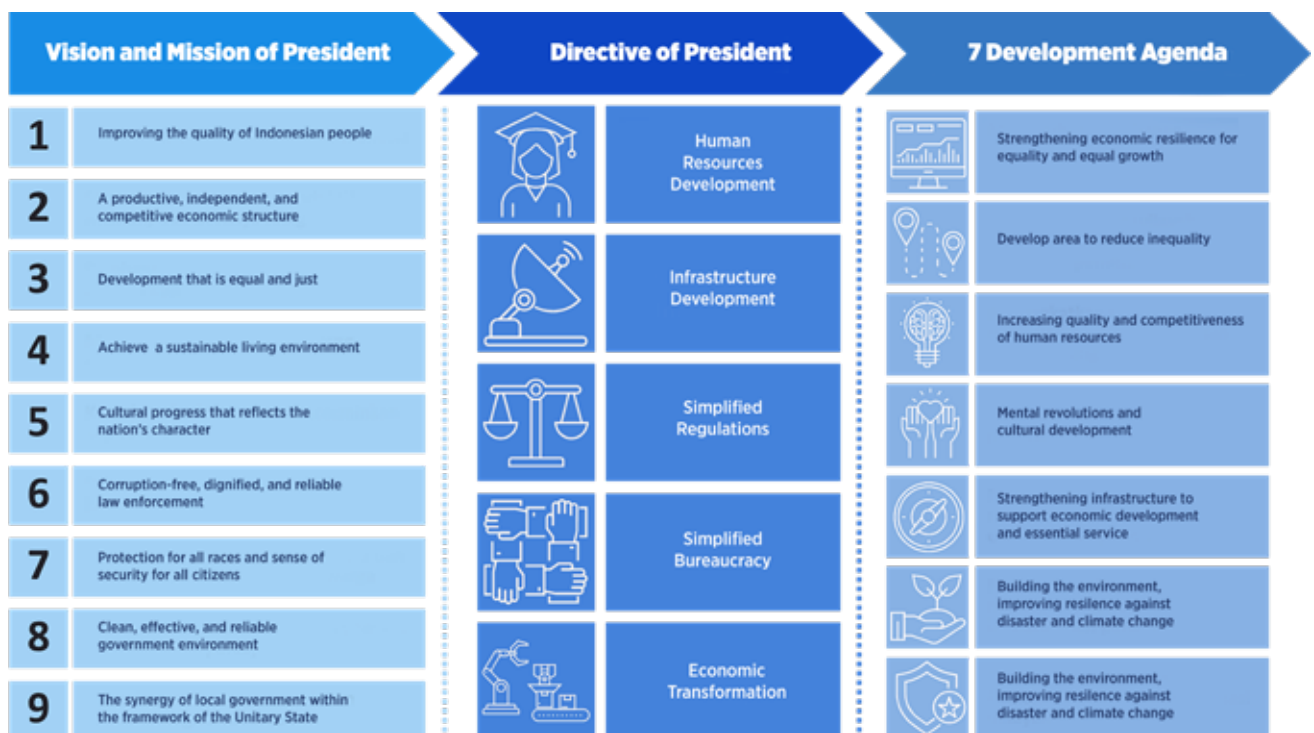 Vision and Mission of President
1
Improving the quality of Indonesian people
2
A productive, independent, and
competitive economic structure
3
Development that is equal and just
4
Achieve a sustainable living environment
5
Cultural progress that reflects the
nation's character
6
Corruption-free, dignified, and reliable
law enforcement
7
Protection for all races and sense of
security for all citizens
8
Clean, effective, and reliable
government environment
9
The synergy of local government within
the framework of the Unitary State
Directive of President
Human
Resources
Development
Infrastructure
Development
Simplified
Regulations
Simplified
Bureaucracy
Economic
Transformation
7 Development Agenda
Strengthening economic resilience for
equality and equal growth
Develop area to reduce inequality
Increasing quality and competitiveness
of human resources
Mental revolutions and
cultural development
Strengthening infrastructure to
support economic development
and essential service
Building the environment,
improving resilence against
disaster and climate change
Building the environment,
improving resilence against
disaster and climate change